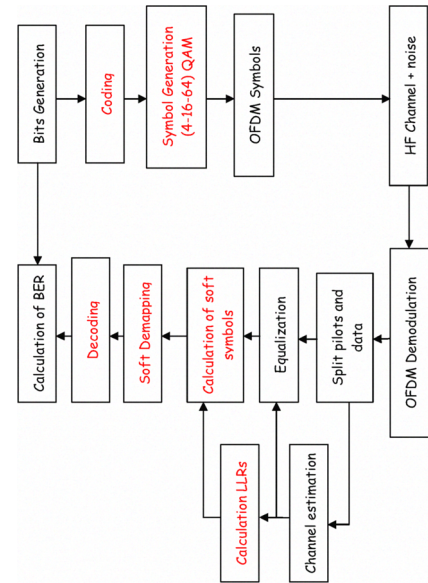 Bits Generation
Coding
Symbol Generation
(4-16-64) QAM
OFDM Symbols
HF Channel + noise
Calculation of BER
Decoding
Soft Demapping
Calculation of soft
symbols
Equalization
Split pilots and
data
OFDM Demodulation
Calculation LLRs
Channel estimation